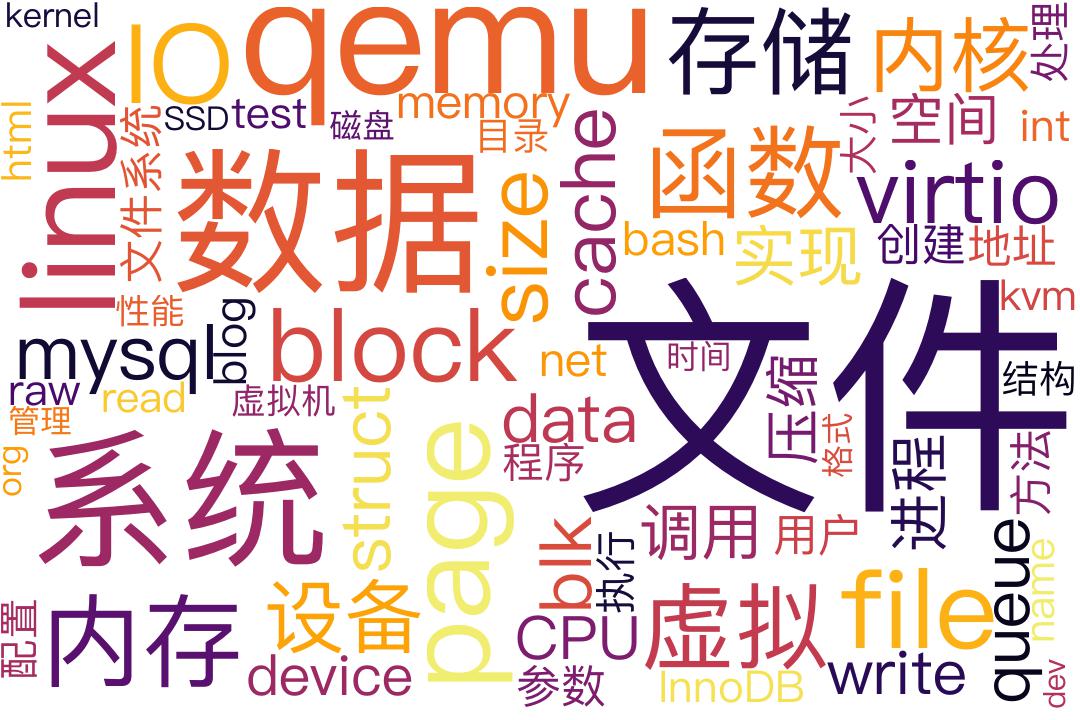 kernel
IO
qemu
存储
内核
处理
linux
html
文件系统
SSD
test
磁盘
memory
目录
cache
函数
大小
空间
int
数据
size
bash
实现
virtio
创建
地址
性能
mysql
blog
block
net
文件
时间
压缩
kvm
结构
raw
read
虚拟机
struct
管理
org
data
程序
格式
进程
方法
系统
page
blk
执行
调用
用户
queue
name
配置
内存
设备
device
CPU
参数
虚拟
InnoDB
file
write
dev